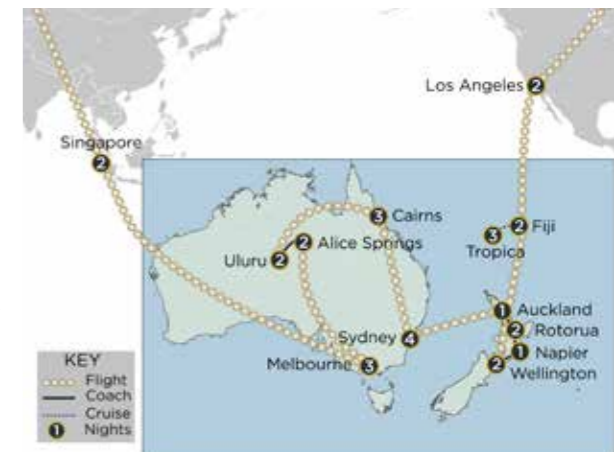 Los Angeles 2
Singapore
2
3 Cairns
2 Alice Springs
Uluru 2
2 Fiji
3
Tropica
1 Auckland
2 Rotorua
Sydney 4
1 Napier
Melbourne 3
2 Wellington
KEY
Flight
Coach
Cruise
1 Nights